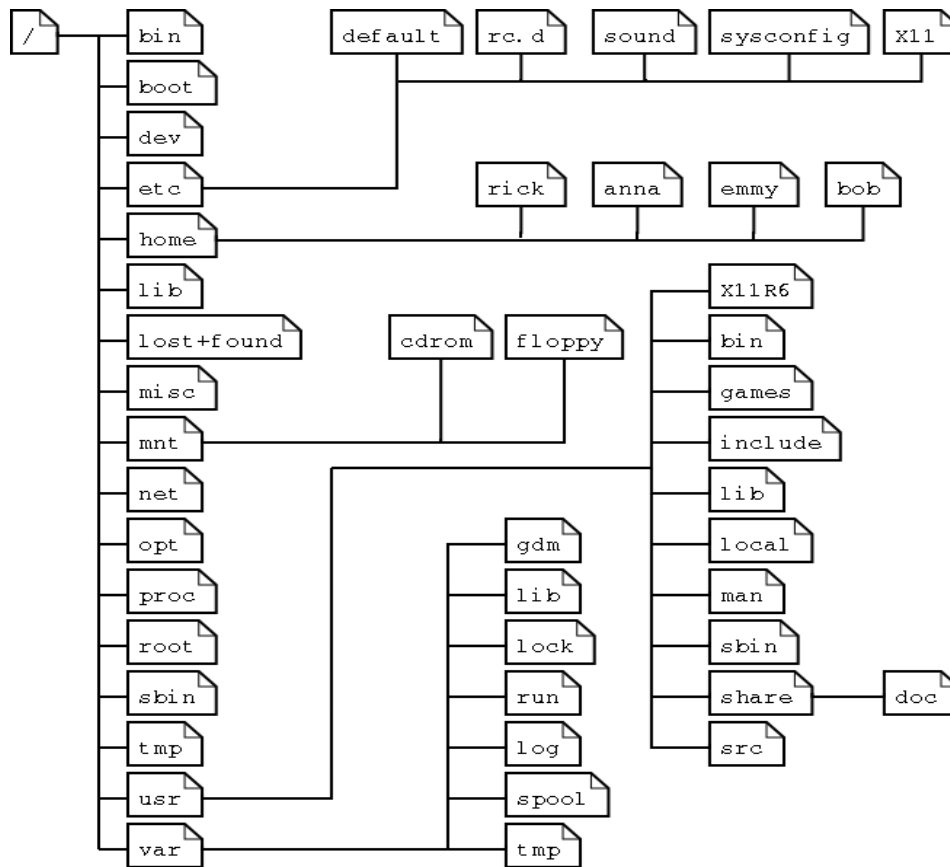 / bin default rc.d sound sysconfig X11
boot
dev
etc rick anna emmy bob
home
lib X11R6
lost+found cdrom floppy bin
misc games
mnt include
net lib
opt gdm local
proc lib man
root lock sbin
sbin run share doc
tmp log src
usr spool
var tmp